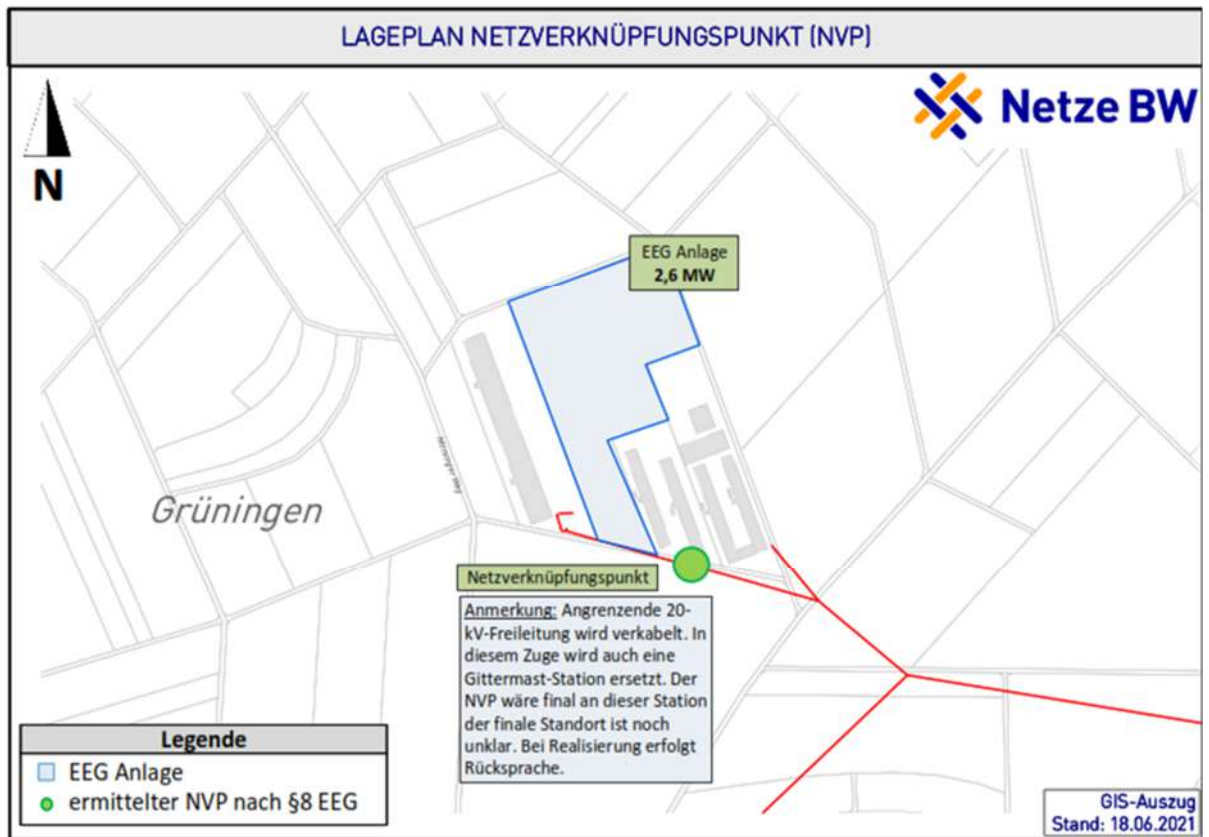 LAGEPLAN NETZVERKNÜPFUNGSPUNKT (NVP)
Netze BW
N
EEG Anlage
2,6 MW
Grüningen
Netzverknüpfungspunkt
Anmerkung: Angrenzende 20-
kV-Freileitung wird verkabelt. In
diesem Zuge wird auch eine
Gittermast-Station ersetzt. Der
NVP wäre final an dieser Station
der finale Standort ist noch
unklar. Bei Realisierung erfolgt
Rücksprache.
Legende
EEG Anlage
ermittelter NVP nach §8 EEG
GIS-Auszug
Stand: 18.06.2021